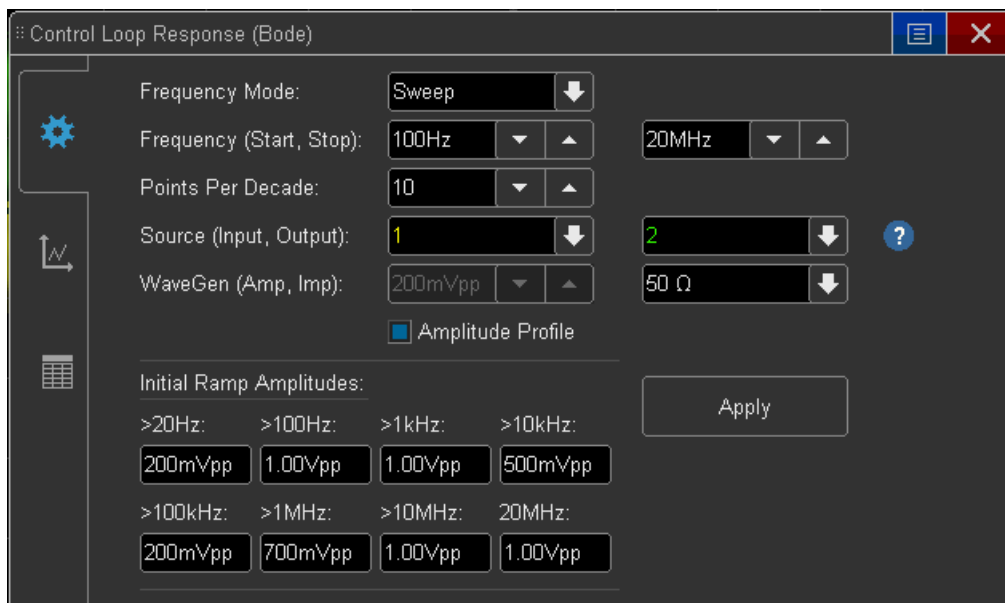 Control Loop Response (Bode)
Frequency Mode: Sweep
Frequency (Start, Stop): 100Hz 20MHz
Points Per Decade: 10
Source (Input, Output): 1 2 ?
WaveGen (Amp, Imp): 200mVpp 50 Ω
Amplitude Profile
Initial Ramp Amplitudes:
Apply
>20Hz: >100Hz: >1kHz: >10kHz:
200mVpp 1.00Vpp 1.00Vpp 500mVpp
>100kHz: >1MHz: >10MHz: 20MHz:
200mVpp 700mVpp 1.00Vpp 1.00Vpp